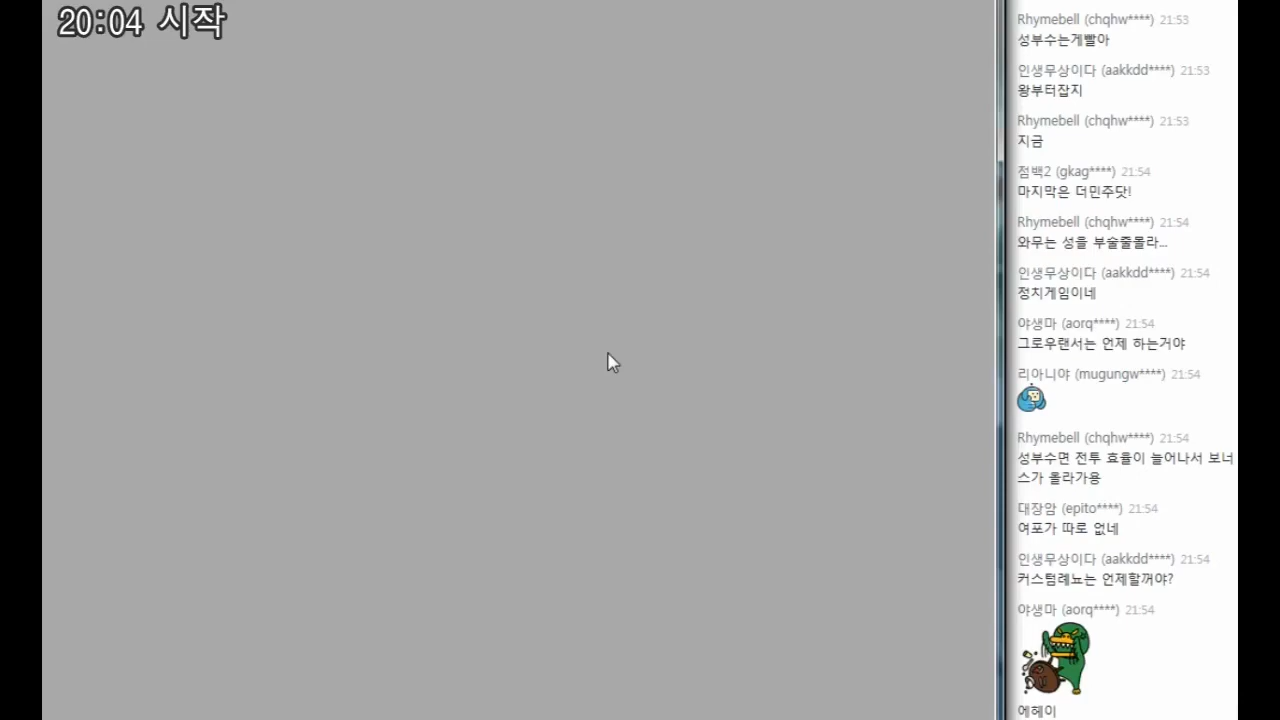 20:04 시작
Rhymebell (chqhw****) 21:53
성부수는게빨아
인생무상이다 (aakkdd****) 21:53
왕부터잡지
Rhymebell (chqhw****) 21:53
지금
점백2 (gkag****) 21:54
마지막은 더민주닷!
Rhymebell (chqhw****) 21:54
와무는 성을 부술줄몰라...
인생무상이다 (aakkdd****) 21:54
정치게임이네
야생마 (aorq****) 21:54
그로우랜서는 언제 하는거야
리아니야 (mugungw****) 21:54
Rhymebell (chqhw****) 21:54
성부수면 전투 효율이 늘어나서 보너
스가 올라가용
대장암 (epito****) 21:54
여포가 따로 없네
인생무상이다 (aakkdd****) 21:54
커스텀레뇨는 언제할꺼야?
야생마 (aorq****) 21:54
에헤이